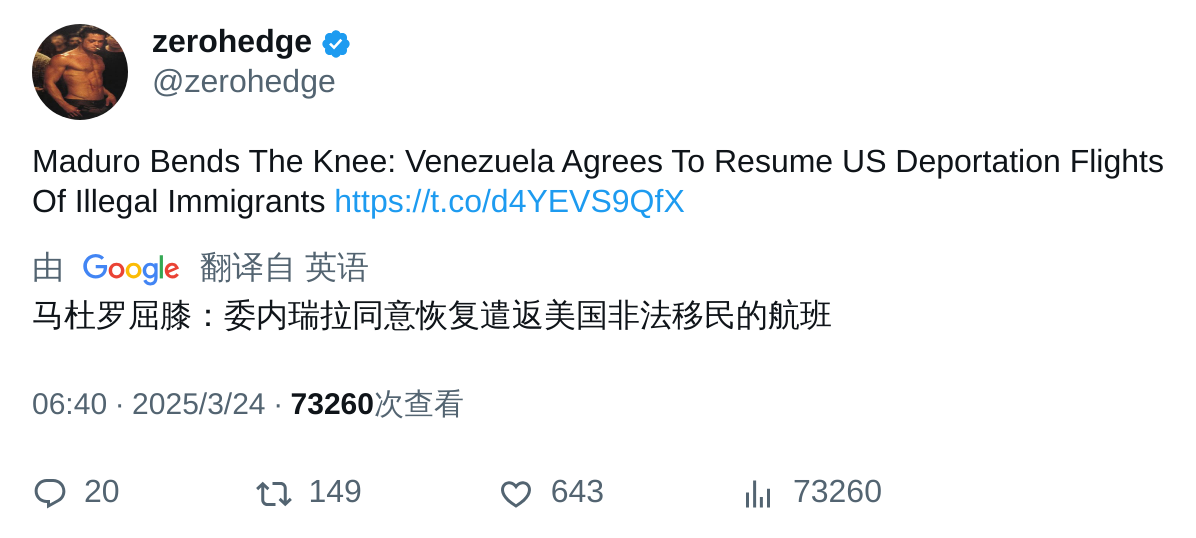 zerohedge
@zerohedge
Maduro Bends The Knee: Venezuela Agrees To Resume US Deportation Flights
Of Illegal Immigrants https://t.co/d4YEVS9QfX
由 Google 翻译自 英语
马杜罗屈膝：委内瑞拉同意恢复遣返美国非法移民的航班
06:40 · 2025/3/24 · 73260次查看
20 149 643 73260